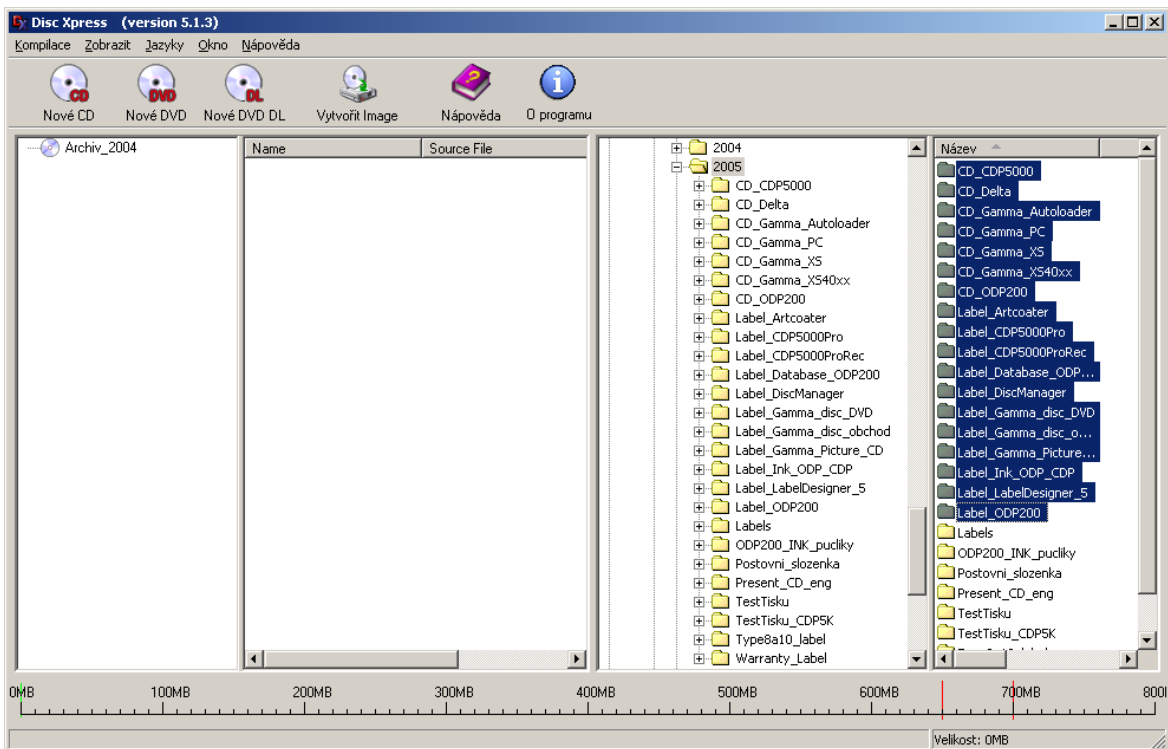 Disc Xpress (version 5.1.3)
Kompilace Zobrazit Jazyky Okno Nápověda
CD DVD DL
Nové CD Nové DVD Nové DVD DL Vytvořit Image Nápověda O programu
Archiv_2004
Name Source File
2004
2005
CD_CDP5000
CD_Delta
CD_Gamma_Autoloader
CD_Gamma_PC
CD_Gamma_XS
CD_Gamma_XS40xx
CD_ODP200
Label_Artcoater
Label_CDP5000Pro
Label_CDP5000ProRec
Label_Database_ODP200
Label_DiscManager
Label_Gamma_disc_DVD
Label_Gamma_disc_obchod
Label_Gamma_Picture_CD
Label_Ink_ODP_CDP
Label_LabelDesigner_5
Label_ODP200
Labels
ODP200_INK_pucliky
Postovni_slozenka
Present_CD_eng
TestTisku
TestTisku_CDP5K
Type8a10_label
Warranty_Label
Název
CD_CDP5000
CD_Delta
CD_Gamma_Autoloader
CD_Gamma_PC
CD_Gamma_XS
CD_Gamma_XS40xx
CD_ODP200
Label_Artcoater
Label_CDP5000Pro
Label_CDP5000ProRec
Label_Database_ODP...
Label_DiscManager
Label_Gamma_disc_DVD
Label_Gamma_disc_o...
Label_Gamma_Picture...
Label_Ink_ODP_CDP
Label_LabelDesigner_5
Label_ODP200
Labels
ODP200_INK_pucliky
Postovni_slozenka
Present_CD_eng
TestTisku
TestTisku_CDP5K
0MB 100MB 200MB 300MB 400MB 500MB 600MB 700MB 800
Velikost: 0MB